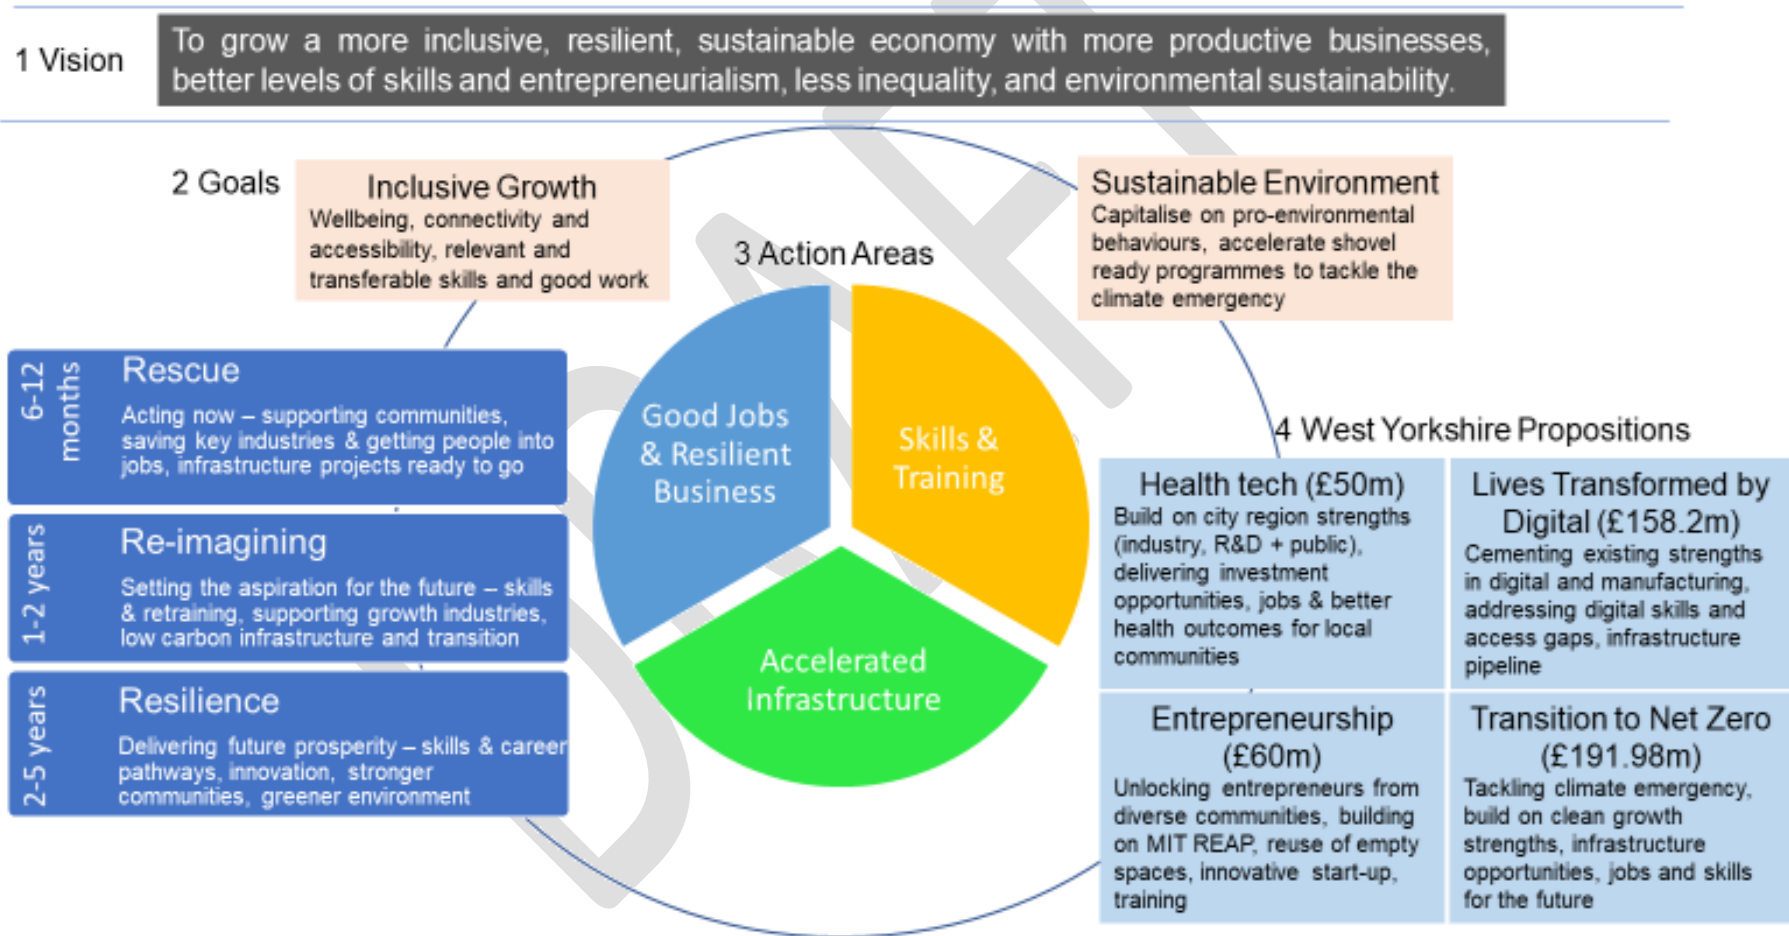 1 Vision
To grow a more inclusive, resilient, sustainable economy with more productive businesses,
better levels of skills and entrepreneurialism, less inequality, and environmental sustainability.
2 Goals
Inclusive Growth
Wellbeing, connectivity and
accessibility, relevant and
transferable skills and good work
Sustainable Environment
Capitalise on pro-environmental
behaviours, accelerate shovel
ready programmes to tackle the
climate emergency
3 Action Areas
Good Jobs
& Resilient
Business
Skills &
Training
Accelerated
Infrastructure
6-12
months
Rescue
Acting now – supporting communities,
saving key industries & getting people into
jobs, infrastructure projects ready to go
1-2 years
Re-imagining
Setting the aspiration for the future – skills
& retraining, supporting growth industries,
low carbon infrastructure and transition
2-5 years
Resilience
Delivering future prosperity – skills & career
pathways, innovation, stronger
communities, greener environment
4 West Yorkshire Propositions
Health tech (£50m)
Build on city region strengths
(industry, R&D + public),
delivering investment
opportunities, jobs & better
health outcomes for local
communities
Lives Transformed by
Digital (£158.2m)
Cementing existing strengths
in digital and manufacturing,
addressing digital skills and
access gaps, infrastructure
pipeline
Entrepreneurship
(£60m)
Unlocking entrepreneurs from
diverse communities, building
on MIT REAP, reuse of empty
spaces, innovative start-up,
training
Transition to Net Zero
(£191.98m)
Tackling climate emergency,
build on clean growth
strengths, infrastructure
opportunities, jobs and skills
for the future
DRAFT